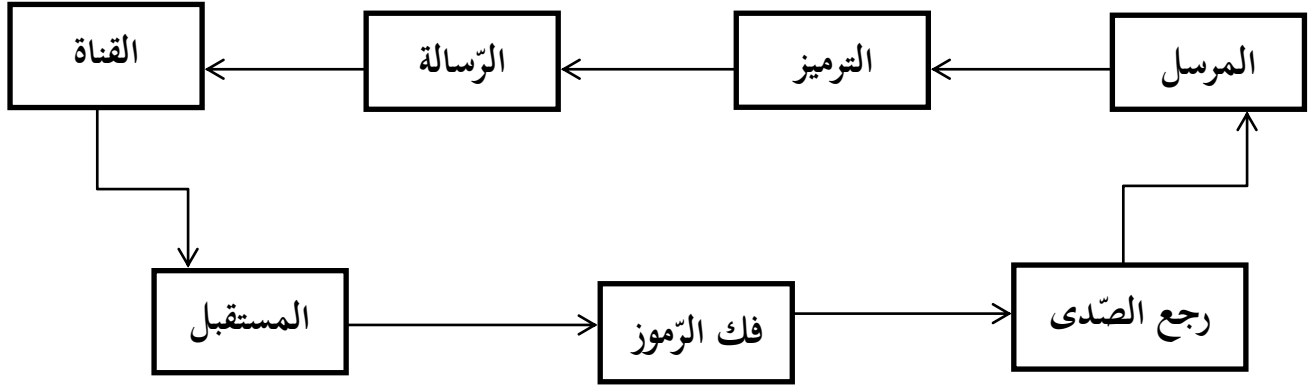 المرسل
الترميز
الرّسالة
القناة
المستقبل
فك الرّموز
رجع الصّدى